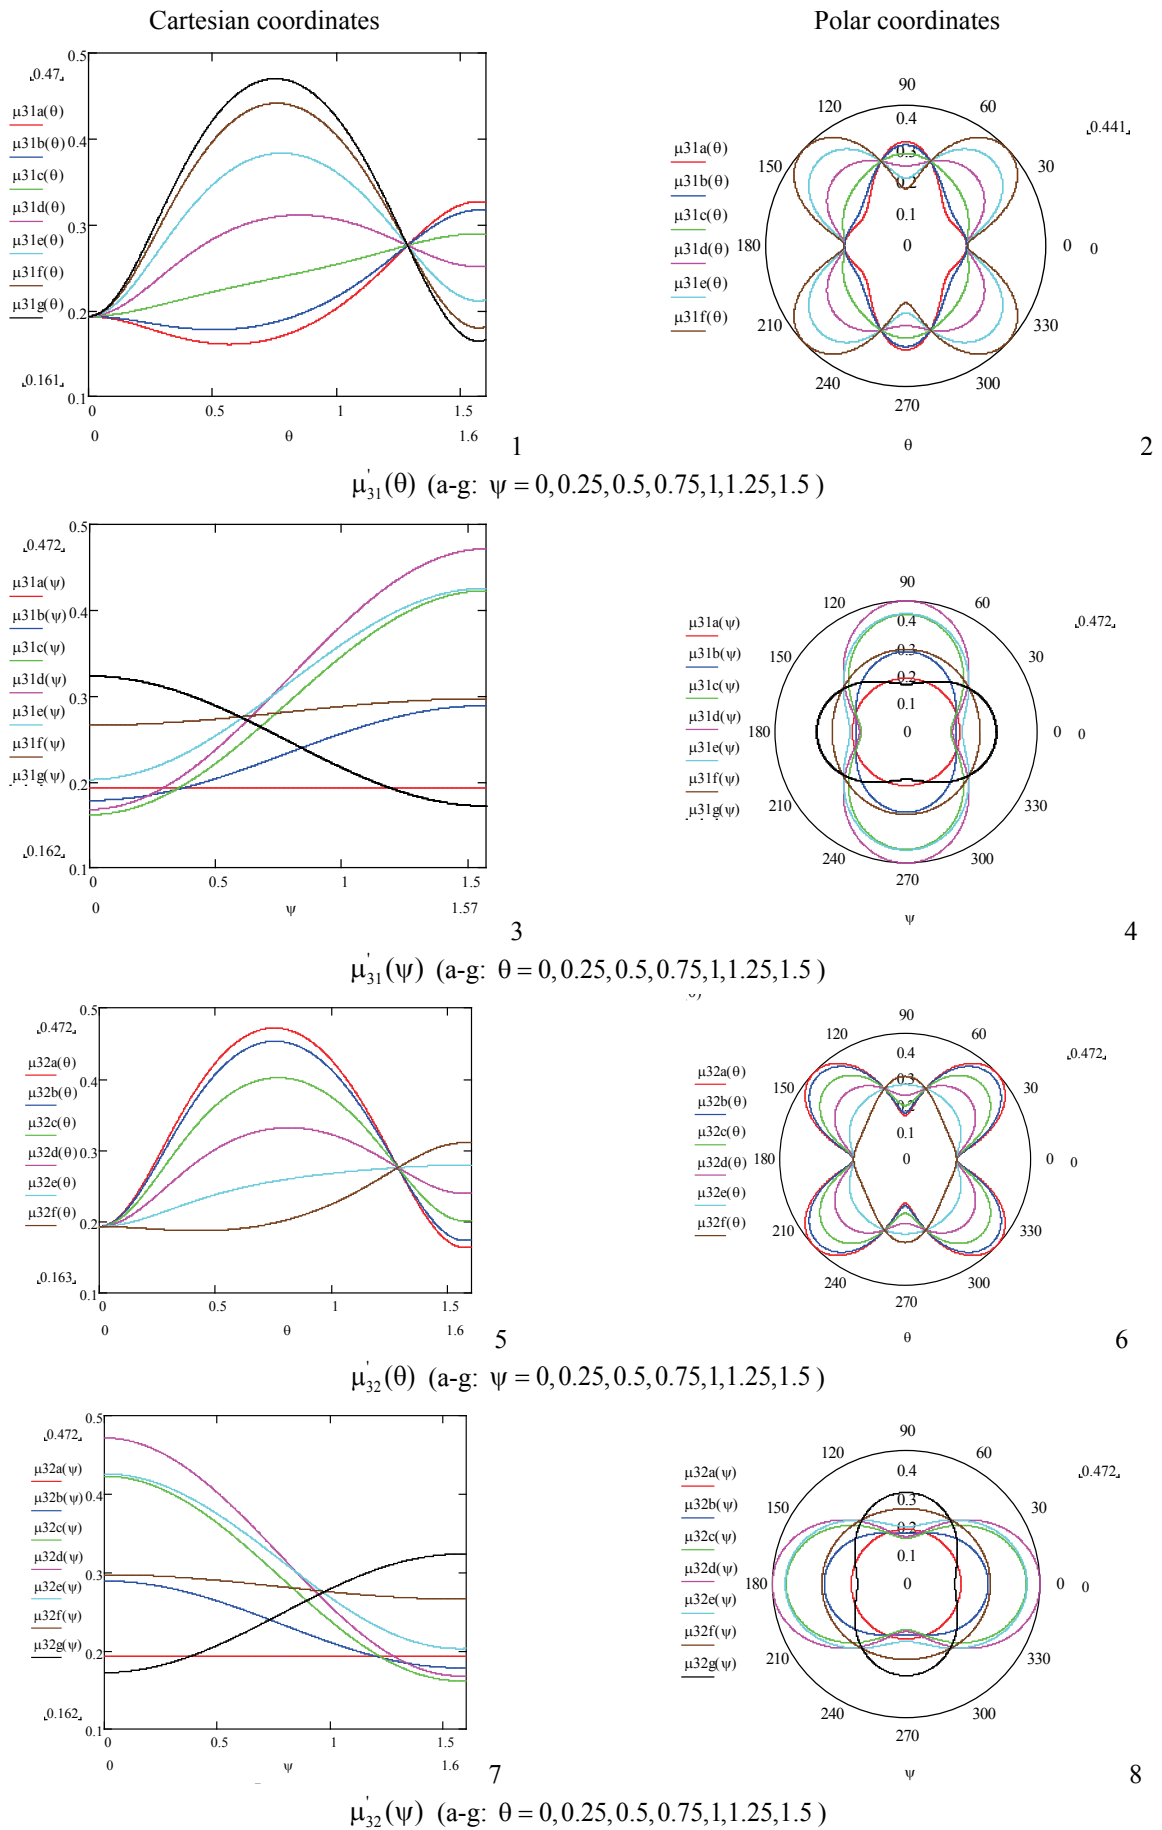 Cartesian coordinates
Polar coordinates
0.5
0.47
μ31a(θ)
μ31b(θ)
0.4
μ31c(θ)
μ31d(θ)
0.3
μ31e(θ)
μ31f(θ)
μ31g(θ)
0.2
0.161
0.1
0 0.5 1 1.5
0 θ 1.6
1
90
120 60
0.4
0.441
μ31a(θ)
150 0.3 30
μ31b(θ)
0.2
μ31c(θ)
0.1
μ31d(θ)
180 0 0 0
μ31e(θ)
μ31f(θ)
210 330
240 300
270
θ
2
μ'31(θ) (a-g: ψ = 0,0.25,0.5,0.75,1,1.25,1.5 )
0.5
0.472
μ31a(ψ)
0.4
μ31b(ψ)
μ31c(ψ)
μ31d(ψ)
0.3
μ31e(ψ)
μ31f(ψ)
μ31g(ψ)
0.2
0.162
0.1
0 0.5 1 1.5
0 ψ 1.57
3
90
120 60
0.4
0.472
μ31a(ψ)
150 0.3 30
μ31b(ψ)
0.2
μ31c(ψ)
0.1
μ31d(ψ)
180 0 0 0
μ31e(ψ)
μ31f(ψ)
μ31g(ψ)
210 330
240 300
270
ψ
4
μ'31(ψ) (a-g: θ = 0,0.25,0.5,0.75,1,1.25,1.5 )
0.5
0.472
μ32a(θ)
0.4
μ32b(θ)
μ32c(θ)
μ32d(θ)
0.3
μ32e(θ)
μ32f(θ)
0.2
0.163
0.1
0 0.5 1 1.5
0 θ 1.6
5
90
120 60
0.4
0.472
μ32a(θ)
150 0.3 30
μ32b(θ)
0.2
μ32c(θ)
0.1
μ32d(θ)
180 0 0 0
μ32e(θ)
μ32f(θ)
210 330
240 300
270
θ
6
μ'32(θ) (a-g: ψ = 0,0.25,0.5,0.75,1,1.25,1.5 )
0.5
0.472
μ32a(ψ)
μ32b(ψ)
0.4
μ32c(ψ)
μ32d(ψ)
0.3
μ32e(ψ)
μ32f(ψ)
μ32g(ψ)
0.2
0.162
0.1
0 0.5 1 1.5
0 ψ 1.6
7
90
120 60
0.4
0.472
μ32a(ψ)
150 0.3 30
μ32b(ψ)
0.2
μ32c(ψ)
0.1
μ32d(ψ)
180 0 0 0
μ32e(ψ)
μ32f(ψ)
210 330
μ32g(ψ)
240 300
270
ψ
8
μ'32(ψ) (a-g: θ = 0,0.25,0.5,0.75,1,1.25,1.5 )